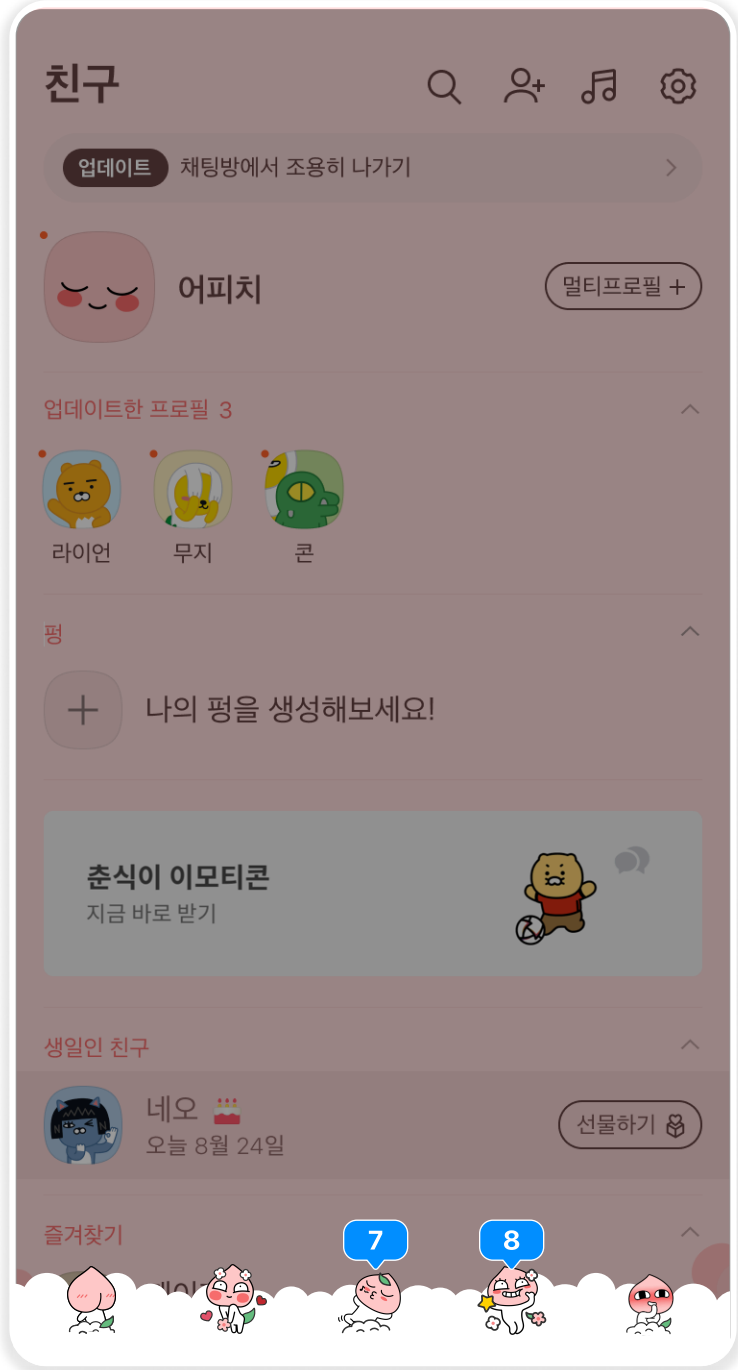 친구
업데이트 채팅방에서 조용히 나가기
어피치
멀티프로필 +
업데이트한 프로필 3
라이언 무지 콘
펑
나의 펑을 생성해보세요!
춘식이 이모티콘
지금 바로 받기
생일인 친구
네오
오늘 8월 24일
선물하기
즐겨찾기
7 8